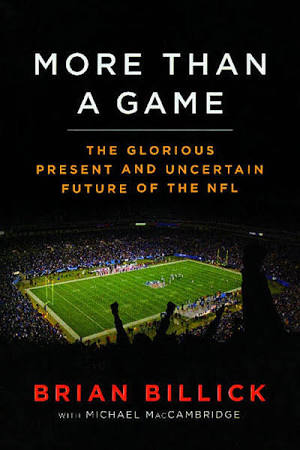 MORE THAN
A GAME
THE GLORIOUS
PRESENT AND UNCERTAIN
FUTURE OF THE NFL
BRIAN BILLICK
WITH MICHAEL MACCAMBRIDGE